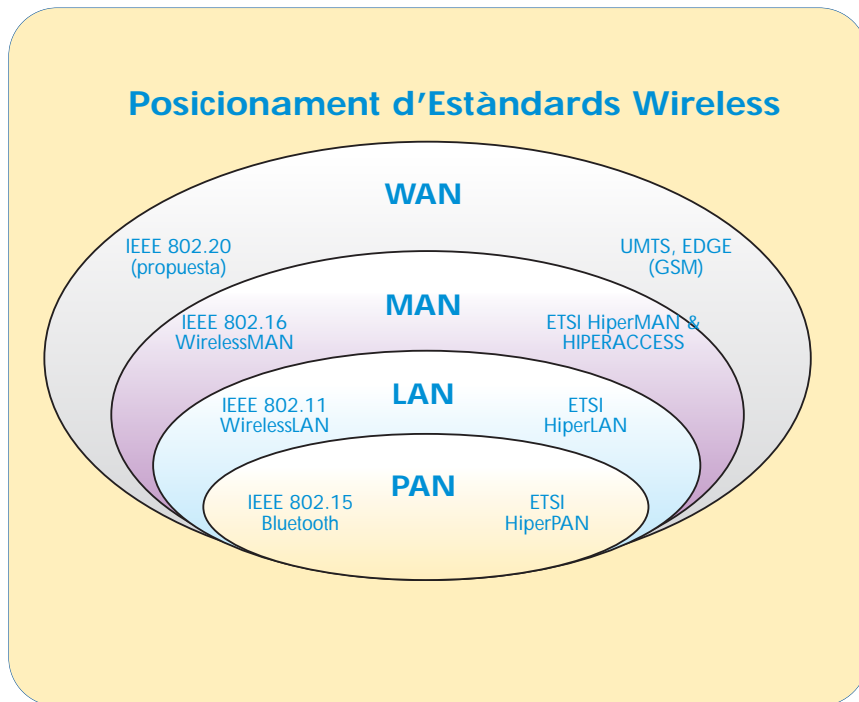 Posicionament d'Estàndards Wireless
WAN
IEEE 802.20
(propuesta)
UMTS, EDGE
(GSM)
MAN
IEEE 802.16
WirelessMAN
ETSI HiperMAN &
HIPERACCESS
LAN
IEEE 802.11
WirelessLAN
ETSI
HiperLAN
PAN
IEEE 802.15
Bluetooth
ETSI
HiperPAN